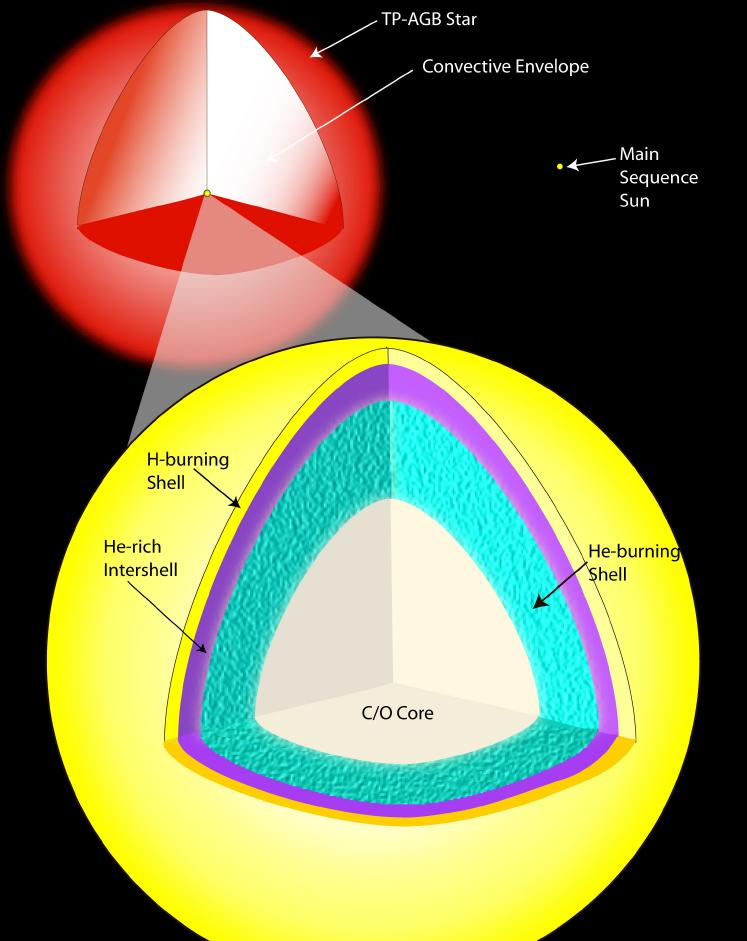 TP-AGB Star
Convective Envelope
Main
Sequence
Sun
H-burning
Shell
He-rich
Intershell
He-burning
Shell
C/O Core